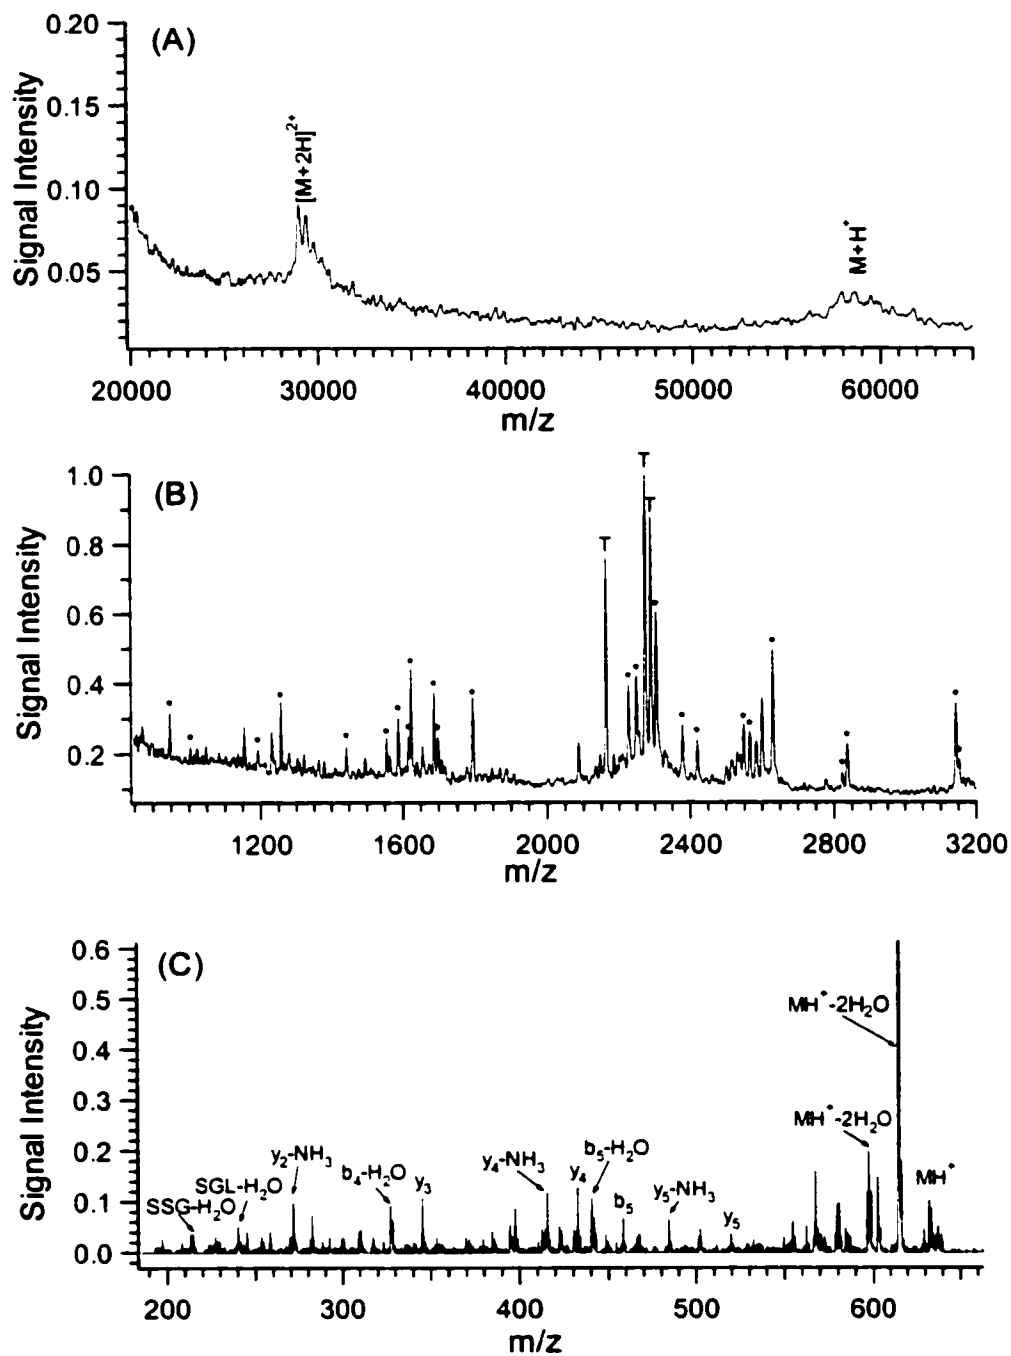 (A)
0.20
0.15
0.10
0.05
Signal Intensity
[M+2H]2+
M+H+
20000 30000 40000 50000 60000
m/z
(B)
1.0
0.8
0.6
0.4
0.2
Signal Intensity
T
T
T
1200 1600 2000 2400 2800 3200
m/z
(C)
0.6
0.5
0.4
0.3
0.2
0.1
0.0
Signal Intensity
SSG-H2O
SGL-H2O
y2-NH3
b4-H2O
y3
y4-NH3
y4
b5-H2O
b5
y5-NH3
y5
MH+-2H2O
MH+-2H2O
MH+
200 300 400 500 600
m/z